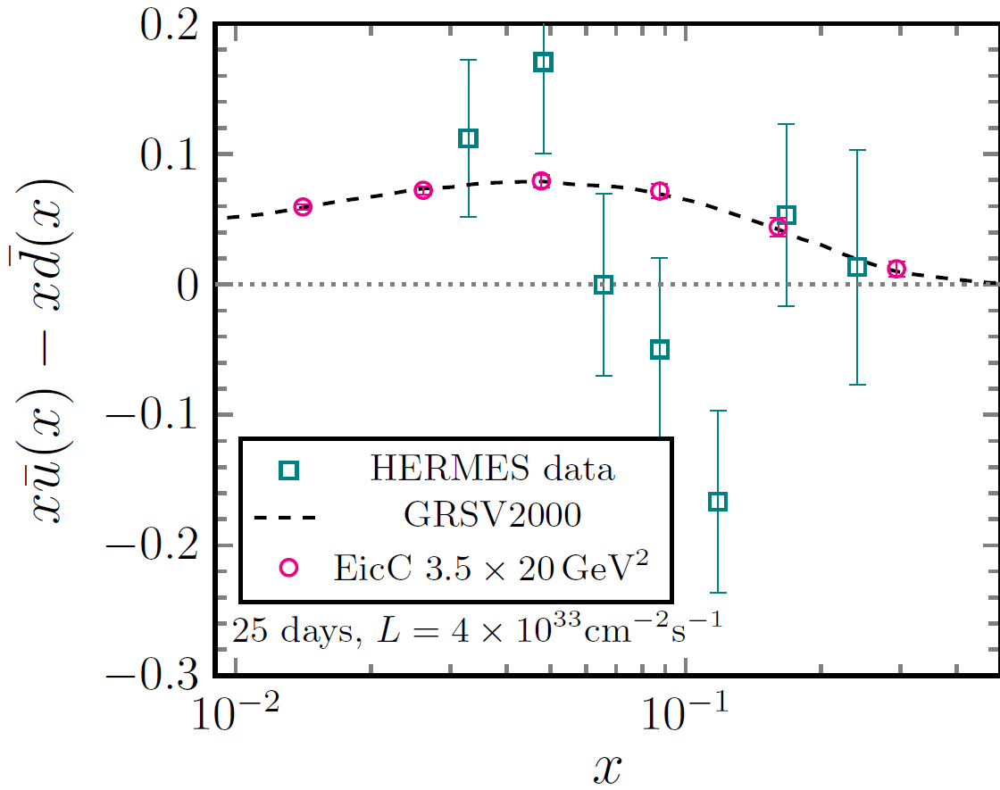 0.2
0.1
0
−0.1
−0.2
−0.3
xū(x) − xd̄(x)
HERMES data
GRSV2000
EicC 3.5 × 20 GeV²
25 days, L = 4 × 10³³cm⁻²s⁻¹
10⁻² 10⁻¹
x